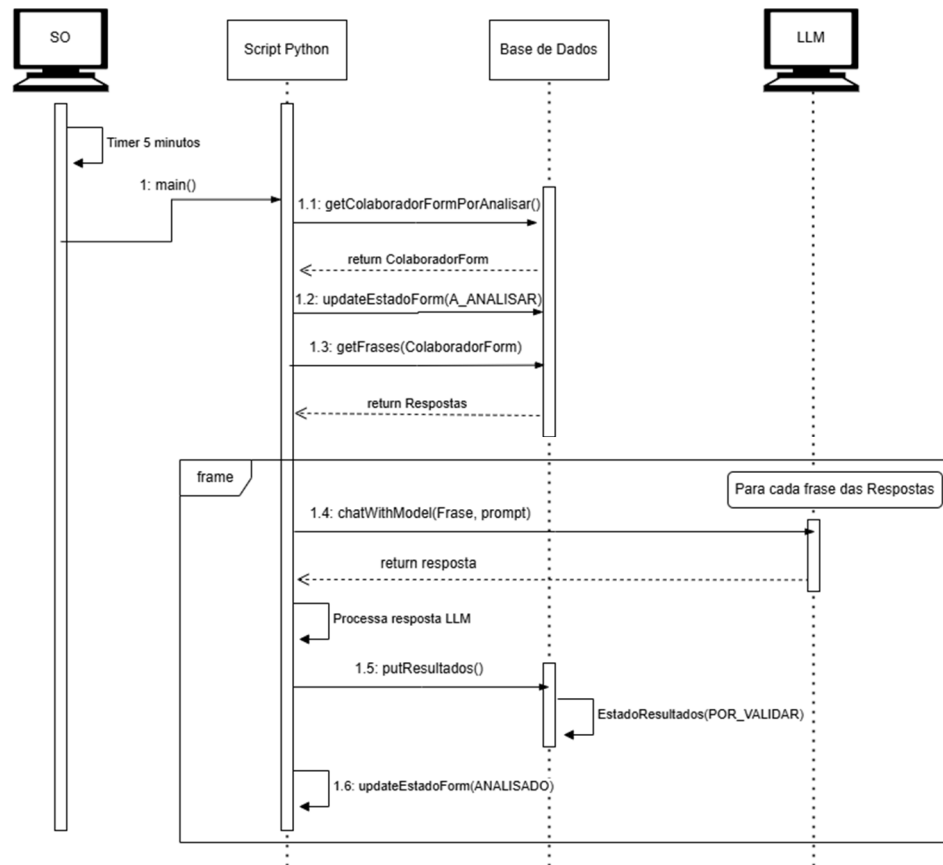 SO
Script Python
Base de Dados
LLM
Timer 5 minutos
1: main()
1.1: getColaboradorFormPorAnalisar()
return ColaboradorForm
1.2: updateEstadoForm(A_ANALISAR)
1.3: getFrases(ColaboradorForm)
return Respostas
frame
Para cada frase das Respostas
1.4: chatWithModel(Frase, prompt)
return resposta
Processa resposta LLM
1.5: putResultados()
EstadoResultados(POR_VALIDAR)
1.6: updateEstadoForm(ANALISADO)